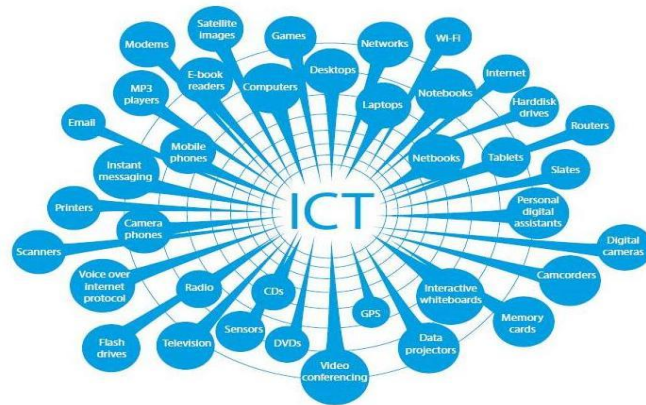 Satellite
images
Games
Networks
Wi-Fi
Modems
Desktops
E-book
readers
Computers
Laptops
Notebooks
Internet
MP3
players
Harddisk
drives
Email
Mobile
phones
Netbooks
Tablets
Routers
Instant
messaging
Slates
Printers
ICT
Personal
digital
assistants
Camera
phones
Scanners
Digital
cameras
Voice over
internet
protocol
Radio
CDs
GPS
Interactive
whiteboards
Camcorders
Flash
drives
Television
Sensors
DVDs
Video
conferencing
Data
projectors
Memory
cards